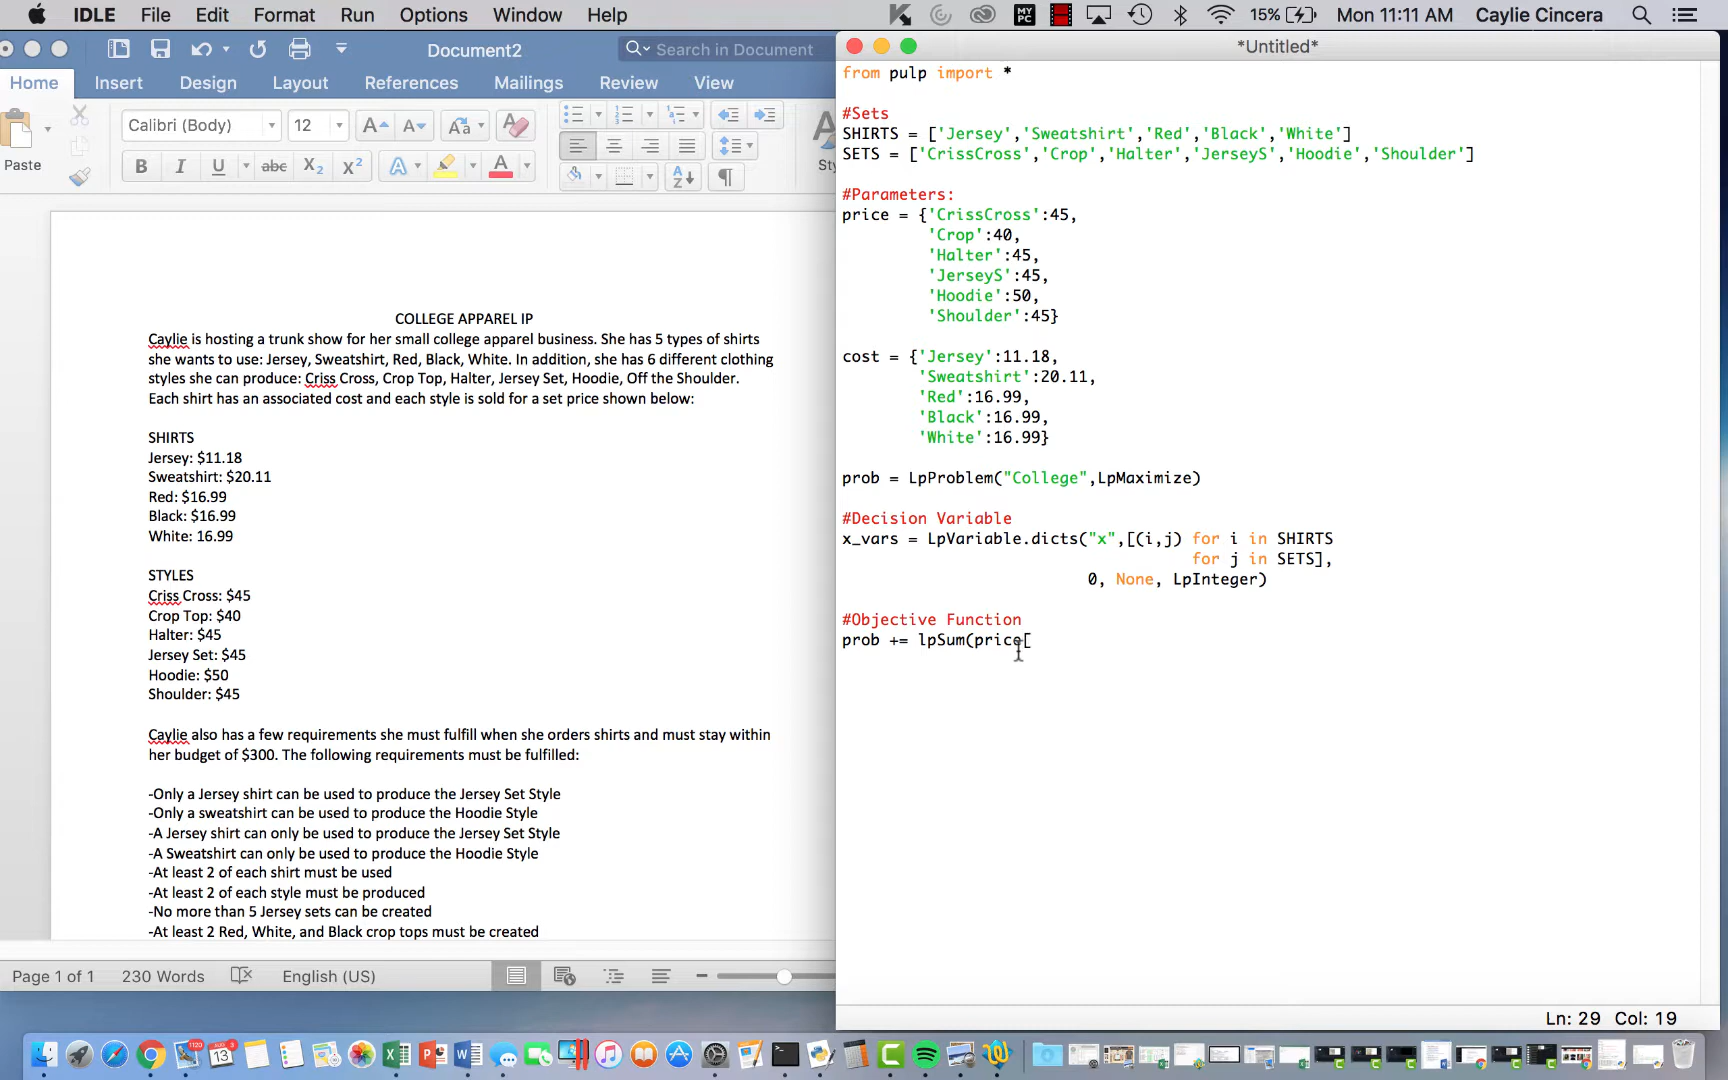 IDLE File Edit Format Run Options Window Help
MY PC
15% Mon 11:11 AM Caylie Cincera
Document2
Search in Document
Home Insert Design Layout References Mailings Review View
Calibri (Body) 12
Paste
B I U abc X₂ X²
COLLEGE APPAREL IP
Caylie is hosting a trunk show for her small college apparel business. She has 5 types of shirts
she wants to use: Jersey, Sweatshirt, Red, Black, White. In addition, she has 6 different clothing
styles she can produce: Criss Cross, Crop Top, Halter, Jersey Set, Hoodie, Off the Shoulder.
Each shirt has an associated cost and each style is sold for a set price shown below:
SHIRTS
Jersey: $11.18
Sweatshirt: $20.11
Red: $16.99
Black: $16.99
White: 16.99
STYLES
Criss Cross: $45
Crop Top: $40
Halter: $45
Jersey Set: $45
Hoodie: $50
Shoulder: $45
Caylie also has a few requirements she must fulfill when she orders shirts and must stay within
her budget of $300. The following requirements must be fulfilled:
-Only a Jersey shirt can be used to produce the Jersey Set Style
-Only a sweatshirt can be used to produce the Hoodie Style
-A Jersey shirt can only be used to produce the Jersey Set Style
-A Sweatshirt can only be used to produce the Hoodie Style
-At least 2 of each shirt must be used
-At least 2 of each style must be produced
-No more than 5 Jersey sets can be created
-At least 2 Red, White, and Black crop tops must be created
Page 1 of 1 230 Words English (US)
*Untitled*
from pulp import *
#Sets
SHIRTS = ['Jersey','Sweatshirt','Red','Black','White']
SETS = ['CrissCross','Crop','Halter','JerseyS','Hoodie','Shoulder']
#Parameters:
price = {'CrissCross':45,
'Crop':40,
'Halter':45,
'JerseyS':45,
'Hoodie':50,
'Shoulder':45}
cost = {'Jersey':11.18,
'Sweatshirt':20.11,
'Red':16.99,
'Black':16.99,
'White':16.99}
prob = LpProblem("College",LpMaximize)
#Decision Variable
x_vars = LpVariable.dicts("x",[(i,j) for i in SHIRTS
for j in SETS],
0, None, LpInteger)
#Objective Function
prob += lpSum(price[
Ln: 29 Col: 19